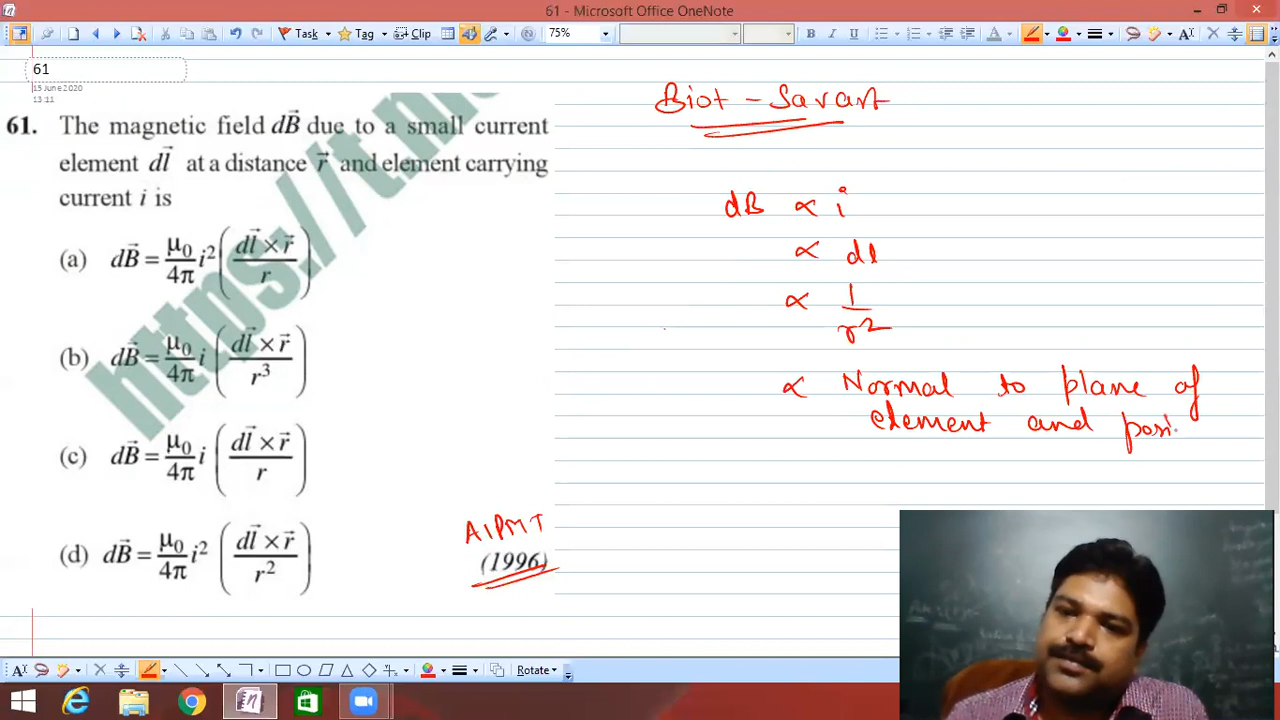 61 - Microsoft Office OneNote
Task
Tag
Clip
75%
B I U
61
15 June 2020
13:11
https://t.m
61. The magnetic field dB⃗ due to a small current
element dl⃗ at a distance r⃗ and element carrying
current i is
(a) dB⃗ = μ₀/4π i² (dl⃗ × r⃗ / r)
(b) dB⃗ = μ₀/4π i (dl⃗ × r⃗ / r³)
(c) dB⃗ = μ₀/4π i (dl⃗ × r⃗ / r)
(d) dB⃗ = μ₀/4π i² (dl⃗ × r⃗ / r²)
AIPMT
(1996)
Biot - Savart
dB ∝ i
∝ dl
∝ 1/r²
∝ Normal to plane of
element and posi
Rotate